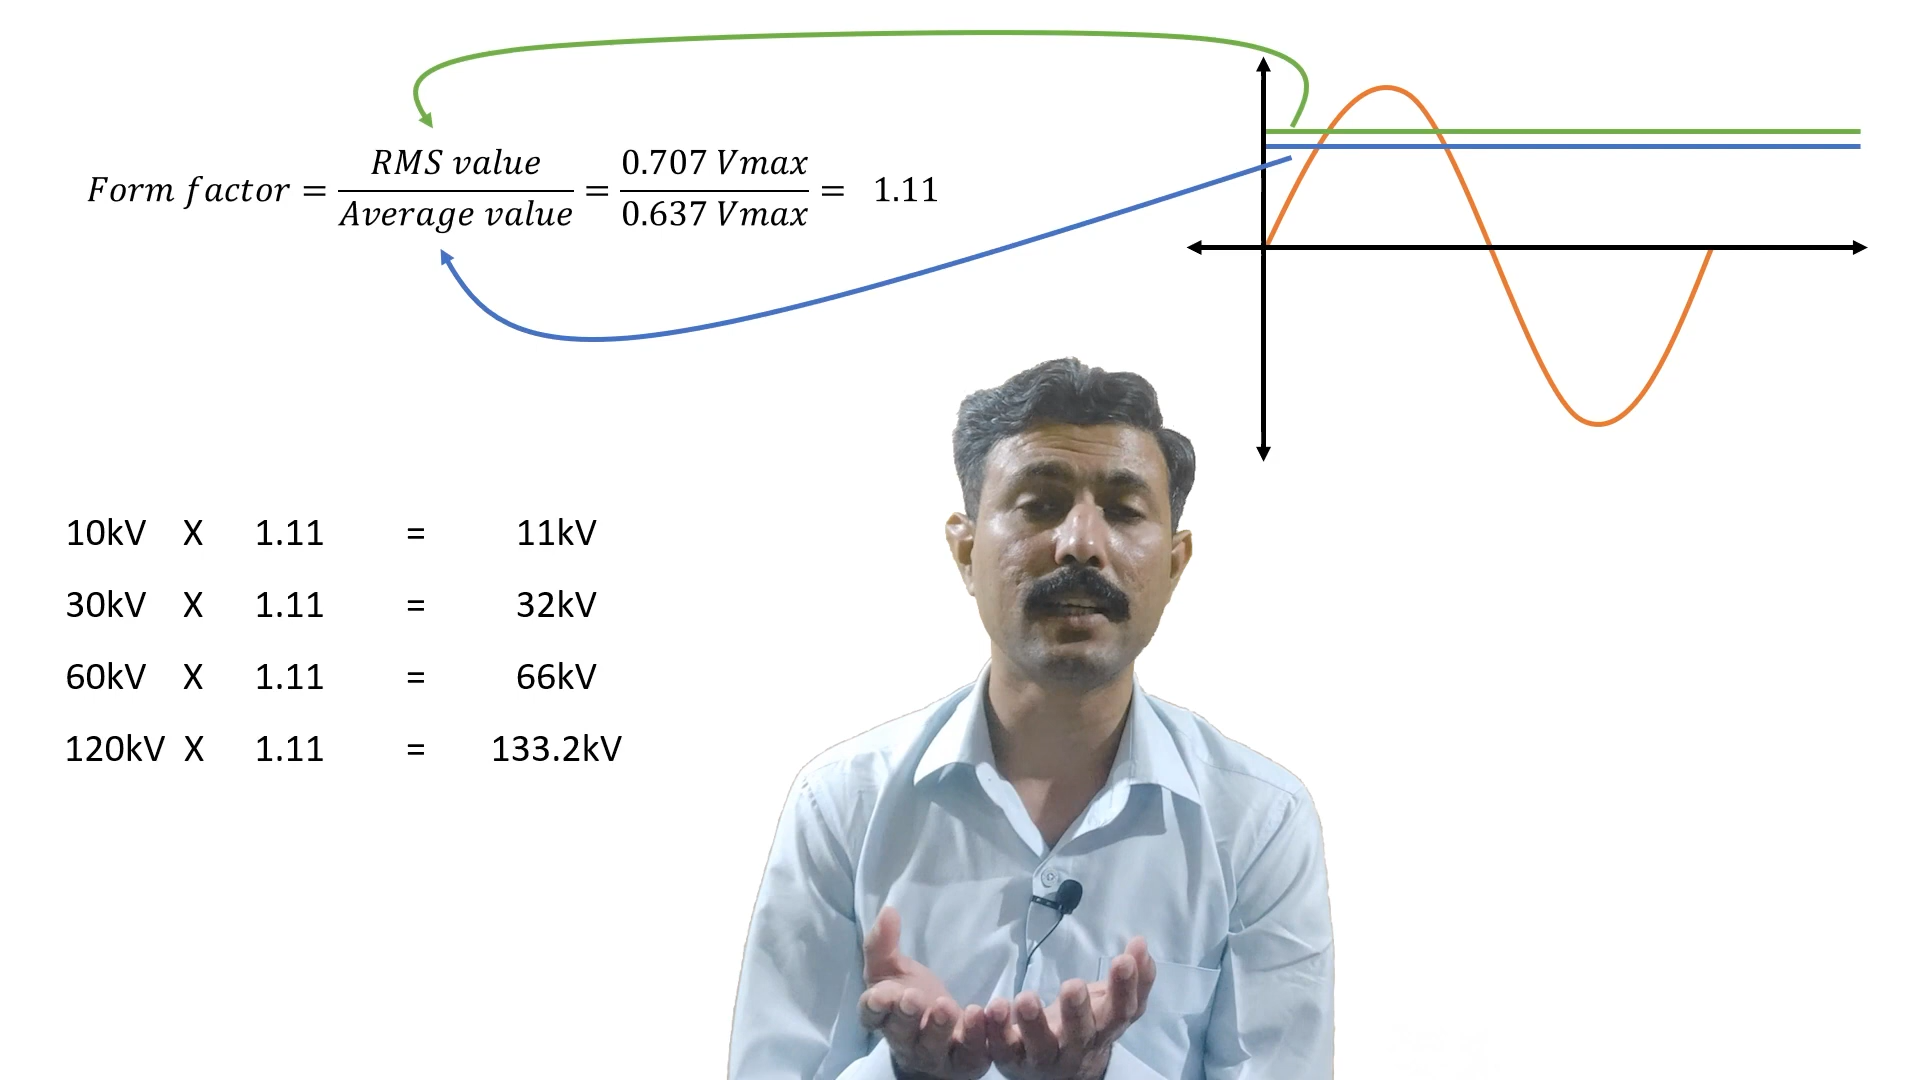 Form factor = RMS value / Average value = 0.707 Vmax / 0.637 Vmax = 1.11
10kV X 1.11 = 11kV
30kV X 1.11 = 32kV
60kV X 1.11 = 66kV
120kV X 1.11 = 133.2kV